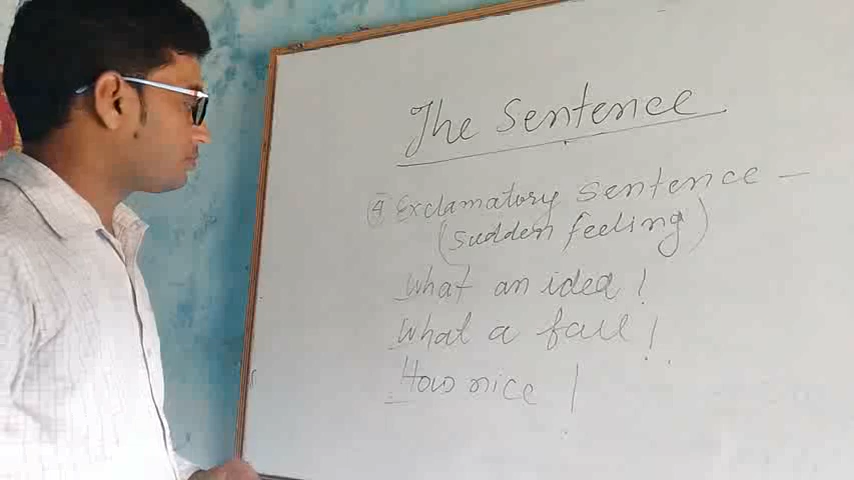 The Sentence
④ Exclamatory Sentence —
(Sudden feeling)
What an idea!
What a fall!
How nice!